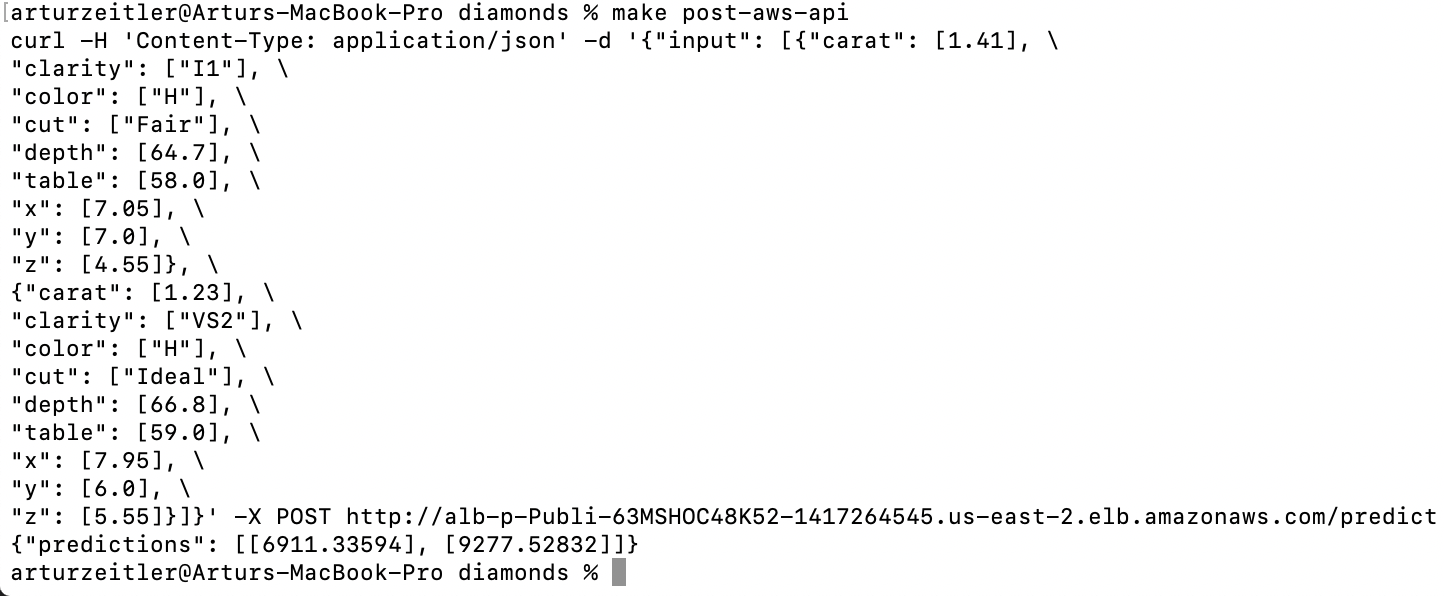 [arturzeitler@Arturs-MacBook-Pro diamonds % make post-aws-api
curl -H 'Content-Type: application/json' -d '{"input": [{"carat": [1.41], \
"clarity": ["I1"], \
"color": ["H"], \
"cut": ["Fair"], \
"depth": [64.7], \
"table": [58.0], \
"x": [7.05], \
"y": [7.0], \
"z": [4.55]}, \
{"carat": [1.23], \
"clarity": ["VS2"], \
"color": ["H"], \
"cut": ["Ideal"], \
"depth": [66.8], \
"table": [59.0], \
"x": [7.95], \
"y": [6.0], \
"z": [5.55]}]}' -X POST http://alb-p-Publi-63MSHOC48K52-1417264545.us-east-2.elb.amazonaws.com/predict
{"predictions": [[6911.33594], [9277.52832]]}
arturzeitler@Arturs-MacBook-Pro diamonds %